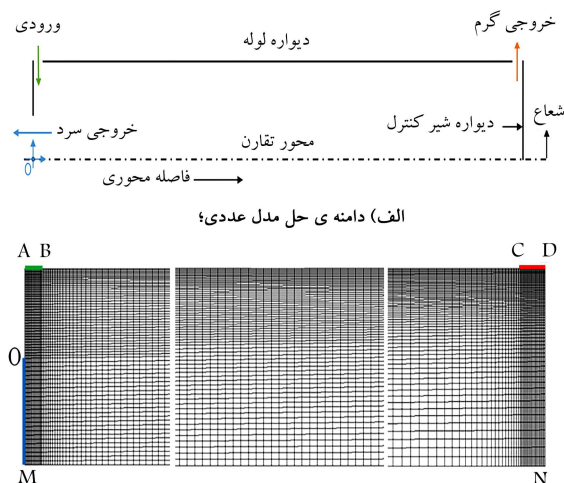 ورودی
خروجی گرم
دیواره لوله
شعاع
دیواره شیر کنترل
خروجی سرد
محور تقارن
0
فاصله محوری
الف) دامنه ی حل مدل عددی؛
A B
C D
0
M
N